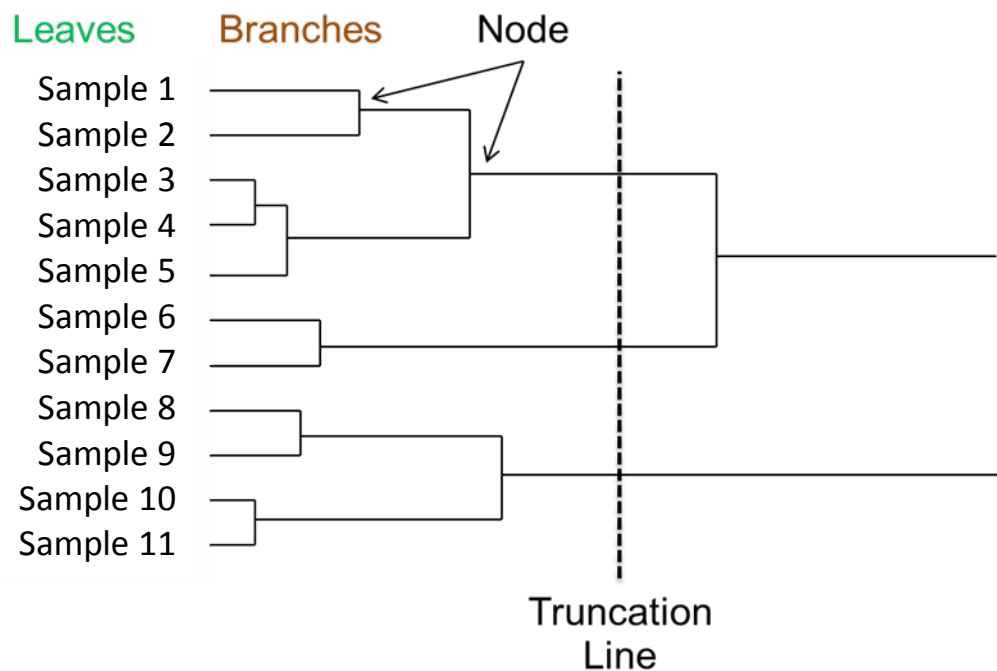 Leaves Branches Node
Sample 1
Sample 2
Sample 3
Sample 4
Sample 5
Sample 6
Sample 7
Sample 8
Sample 9
Sample 10
Sample 11
Truncation
Line